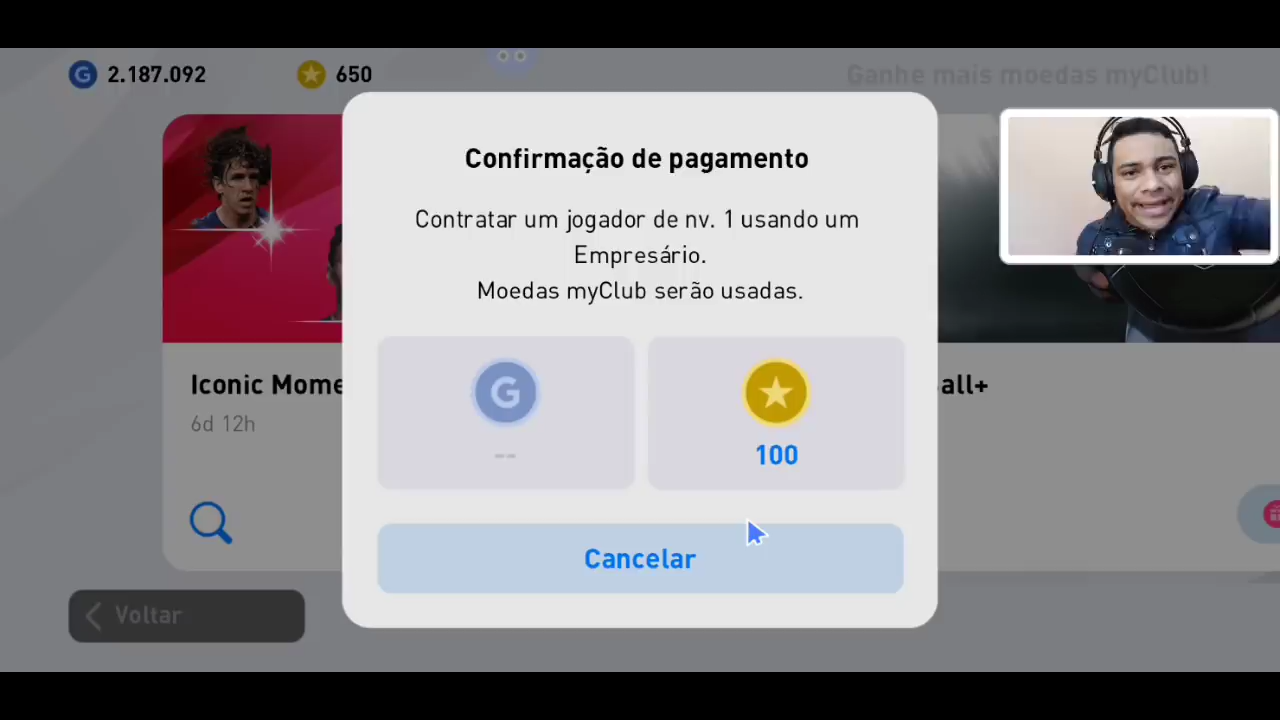 2.187.092
650
Ganhe mais moedas myClub!
Confirmação de pagamento
Contratar um jogador de nv. 1 usando um
Empresário.
Moedas myClub serão usadas.
Iconic Mome
6d 12h
all+
G
--
100
Cancelar
Voltar